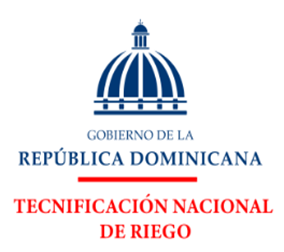 GOBIERNO DE LA
REPÚBLICA DOMINICANA
TECNIFICACIÓN NACIONAL
DE RIEGO